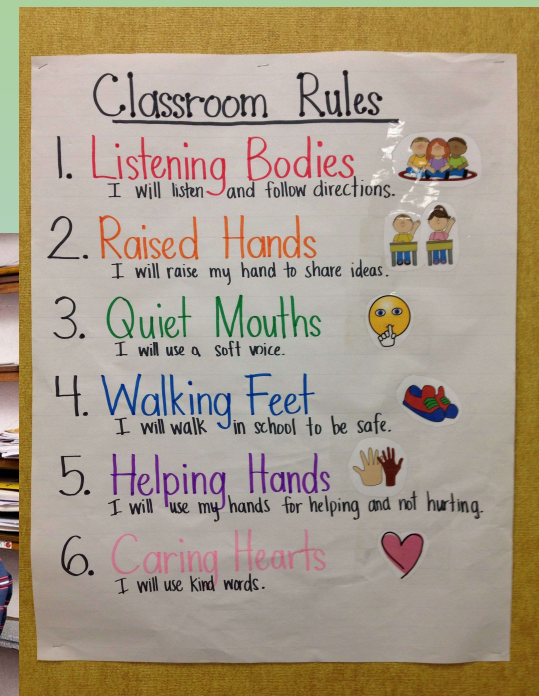 Classroom Rules
1. Listening Bodies
I will listen and follow directions.
2. Raised Hands
I will raise my hand to share ideas.
3. Quiet Mouths
I will use a soft voice.
4. Walking Feet
I will walk in school to be safe.
5. Helping Hands
I will use my hands for helping and not hurting.
6. Caring Hearts
I will use kind words.